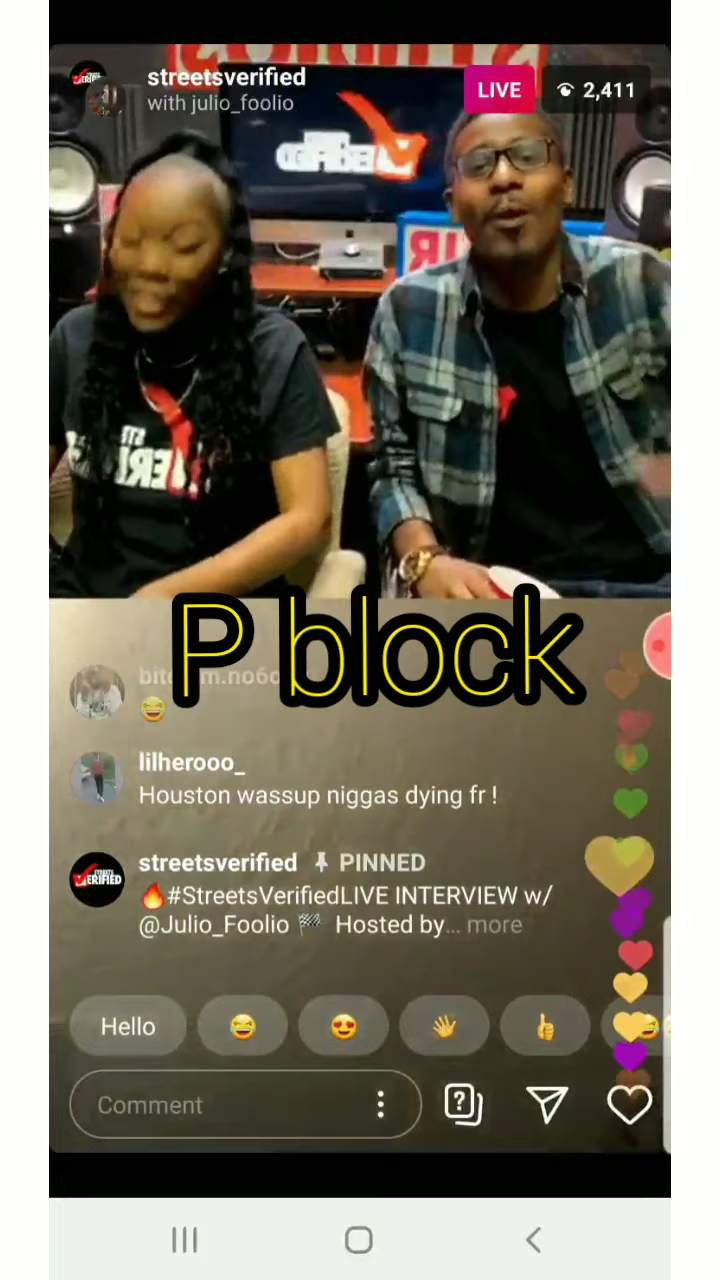 streetsverified
with julio_foolio
LIVE
2,411
P block
lilherooo_
Houston wassup niggas dying fr !
streetsverified PINNED
🔥#StreetsVerifiedLIVE INTERVIEW w/
@Julio_Foolio 🏁 Hosted by... more
Hello
Comment